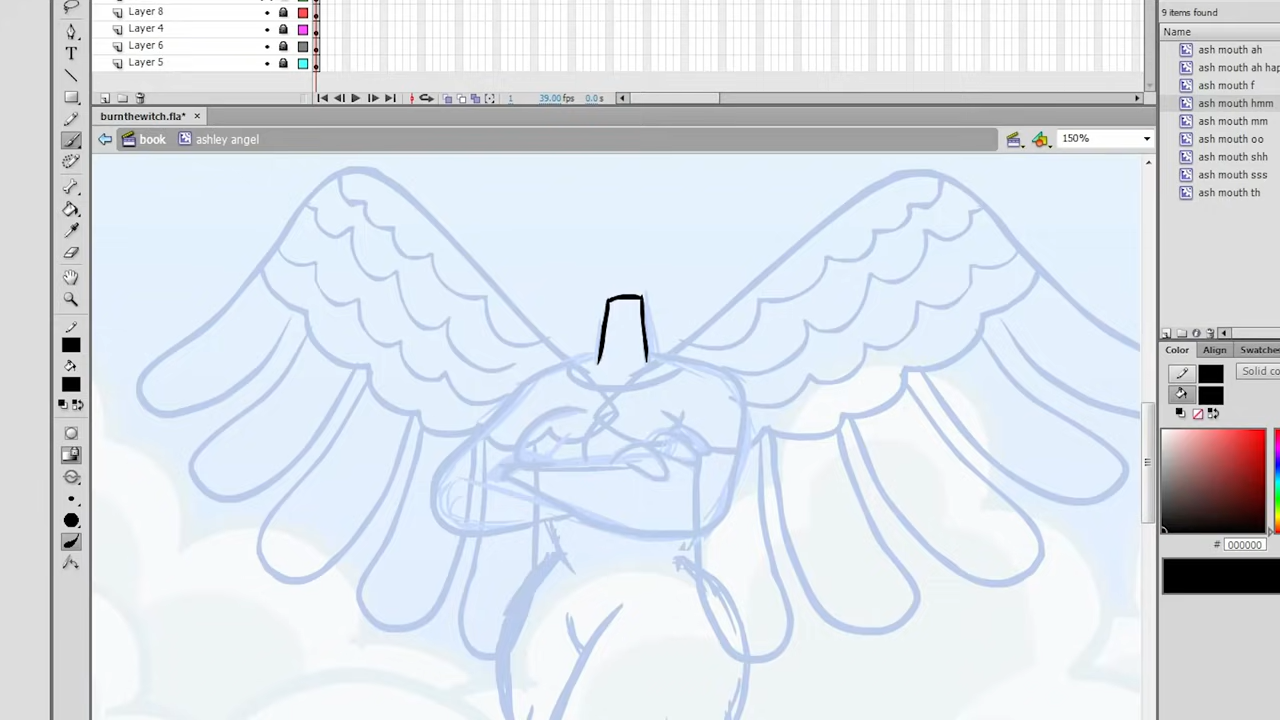 Layer 8
Layer 4
Layer 6
Layer 5
1 39.00 fps 0.0 s
burnthewitch.fla* ×
book ashley angel 150%
T
9 items found
Name
ash mouth ah
ash mouth ah hap
ash mouth f
ash mouth hmm
ash mouth mm
ash mouth oo
ash mouth shh
ash mouth sss
ash mouth th
Color Align Swatches
Solid co
# 000000